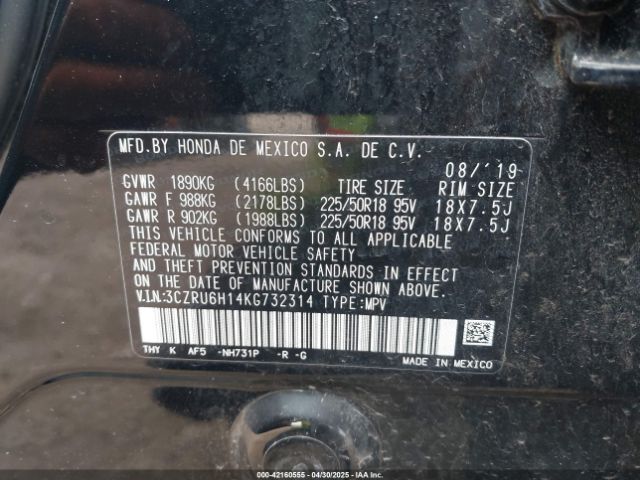 MFD.BY HONDA DE MEXICO S.A. DE C.V.
08/'19
GVWR 1890KG (4166LBS) TIRE SIZE RIM SIZE
GAWR F 988KG (2178LBS) 225/50R18 95V 18X7.5J
GAWR R 902KG (1988LBS) 225/50R18 95V 18X7.5J
THIS VEHICLE CONFORMS TO ALL APPLICABLE
FEDERAL MOTOR VEHICLE SAFETY
AND THEFT PREVENTION STANDARDS IN EFFECT
ON THE DATE OF MANUFACTURE SHOWN ABOVE.
V.I.N.:3CZRU6H14KG732314 TYPE:MPV
THY K AF5 -NH731P -R -G
MADE IN MEXICO
000-42160555 - 04/30/2025 - IAAI.COM